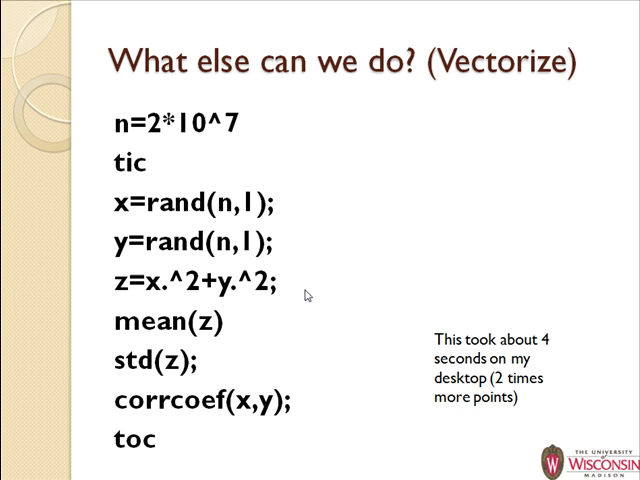 What else can we do? (Vectorize)
n=2*10^7
tic
x=rand(n,1);
y=rand(n,1);
z=x.^2+y.^2;
mean(z)
std(z);
corrcoef(x,y);
toc
This took about 4
seconds on my
desktop (2 times
more points)
THE UNIVERSITY
of
WISCONSIN
MADISON